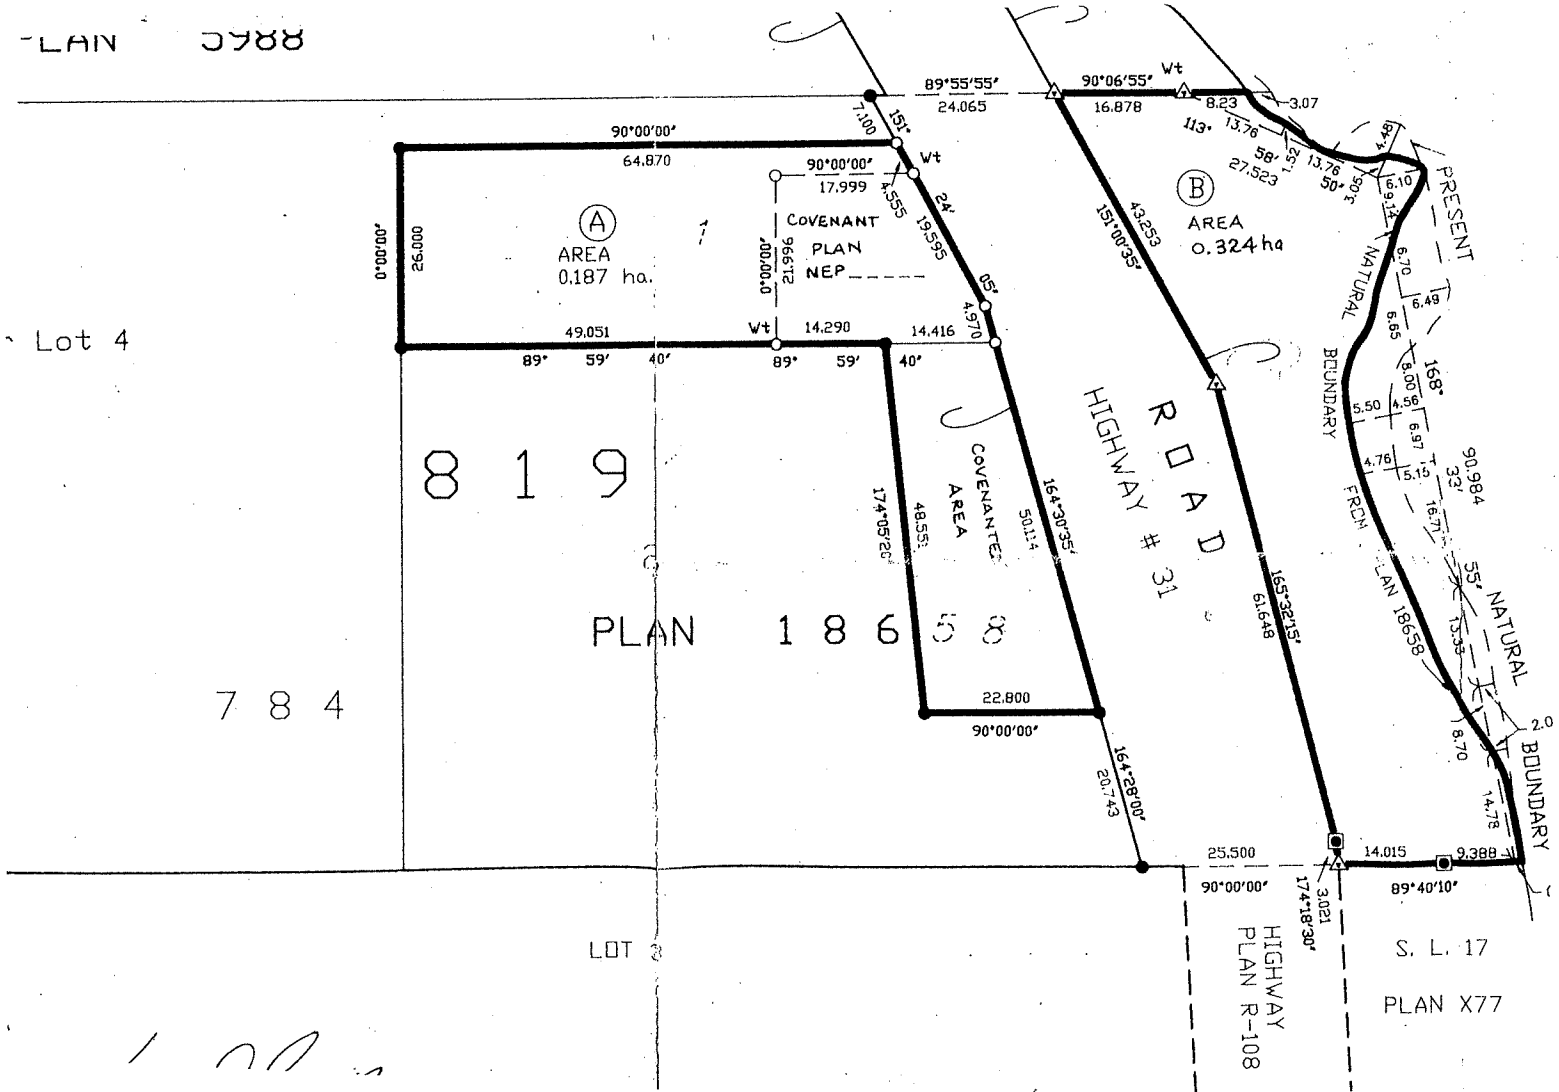 PLAN 5988
89°55'55"
24.065
90°06'55"
16.878
Wt
8.23
3.07
7.100
151°
113°
13.76
58'
27.523
1.52
13.76
50"
3.05
4.48
6.10
9.14
PRESENT
90°00'00"
64.870
Wt
90°00'00"
17.999
4.555
24'
19.595
05"
4.970
0°00'00"
26.000
A
AREA
0.187 ha.
0°00'00"
21.996
COVENANT
PLAN
NEP
B
AREA
0.324 ha
43.253
151°00'35"
NATURAL
BOUNDARY
FROM
PLAN 18658
6.70
6.49
6.65
8.00
168°
5.50
4.56
6.97
4.76
5.15
33'
90.984
16.71
55"
13.33
NATURAL
BOUNDARY
8.70
2.0
14.78
Lot 4
49.051
89° 59' 40"
Wt
14.290
14.416
89° 59' 40"
8 1 9
174°05'20"
48.551
COVENANTED
AREA
50.114
164°30'35"
HIGHWAY # 31
ROAD
165°32'15"
61.648
PLAN 18658
7 8 4
22.800
90°00'00"
164°28'00"
20.743
25.500
90°00'00"
3.021
174°18'30"
14.015
9.388
89°40'10"
LOT 3
HIGHWAY
PLAN R-108
S. L. 17
PLAN X77